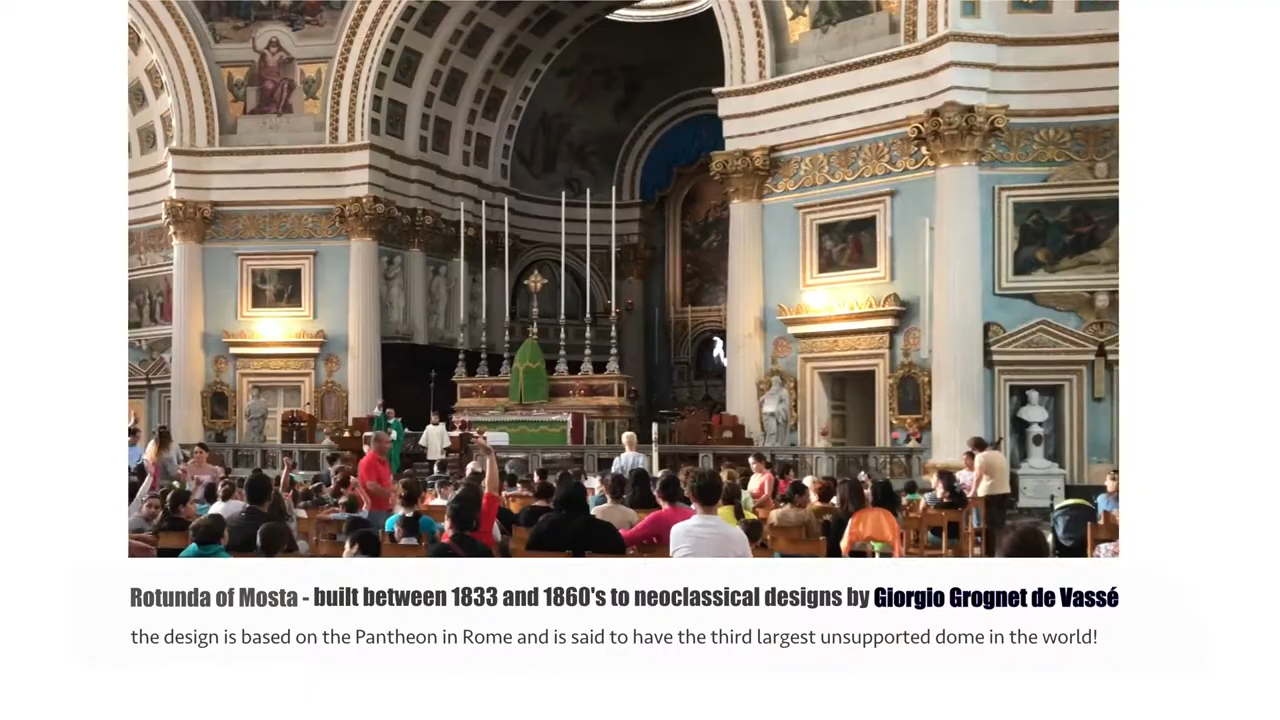 Rotunda of Mosta - built between 1833 and 1860's to neoclassical designs by Giorgio Grognet de Vassé
the design is based on the Pantheon in Rome and is said to have the third largest unsupported dome in the world!